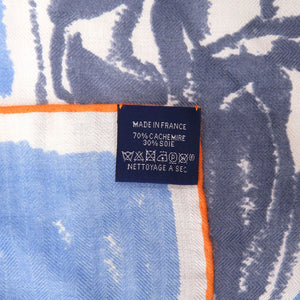 MADE IN FRANCE
70% CACHEMIRE
30% SOIE
NETTOYAGE A SEC